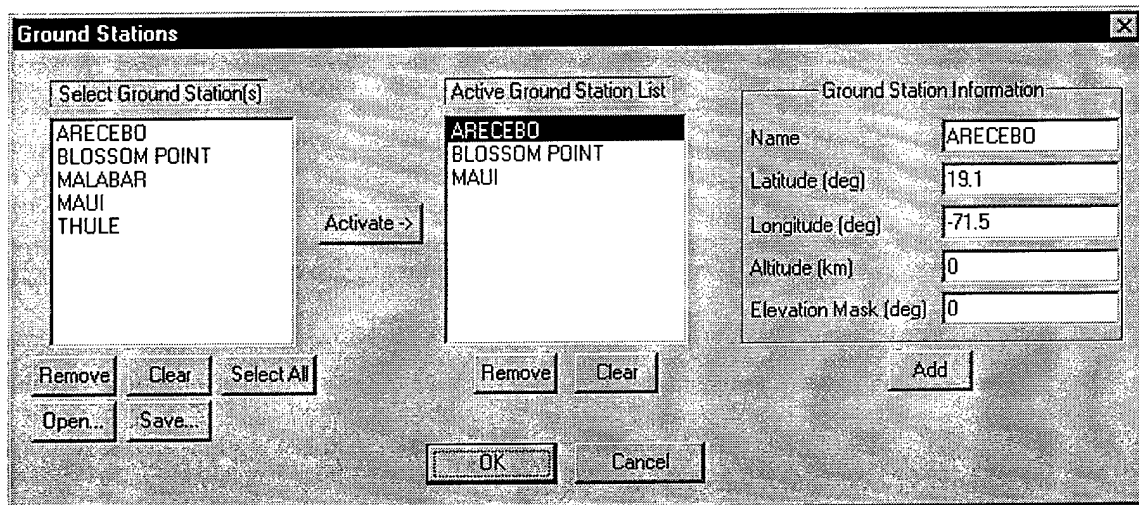 Ground Stations
Select Ground Station(s)
ARECEBO
BLOSSOM POINT
MALABAR
MAUI
THULE
Remove
Clear
Select All
Open...
Save...
Activate ->
Active Ground Station List
ARECEBO
BLOSSOM POINT
MAUI
Remove
Clear
Ground Station Information
Name ARECEBO
Latitude (deg) 19.1
Longitude (deg) -71.5
Altitude (km) 0
Elevation Mask (deg) 0
Add
OK
Cancel